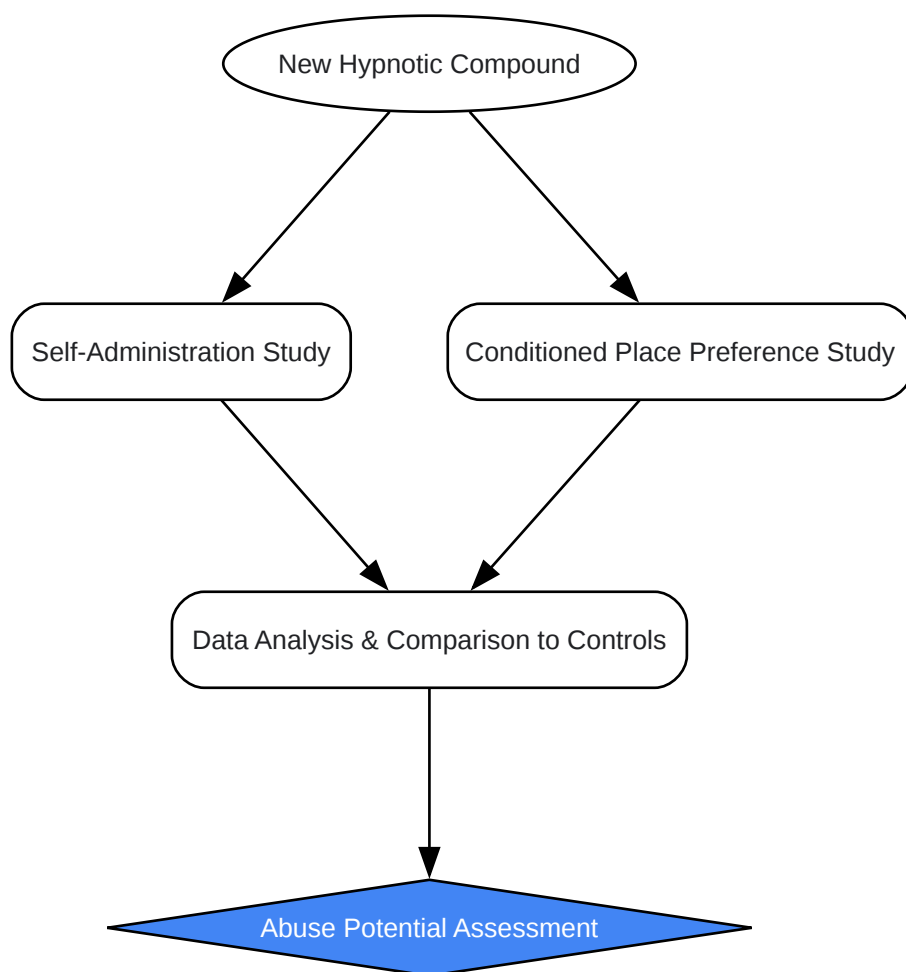 New Hypnotic Compound
Self-Administration Study
Conditioned Place Preference Study
Data Analysis & Comparison to Controls
Abuse Potential Assessment